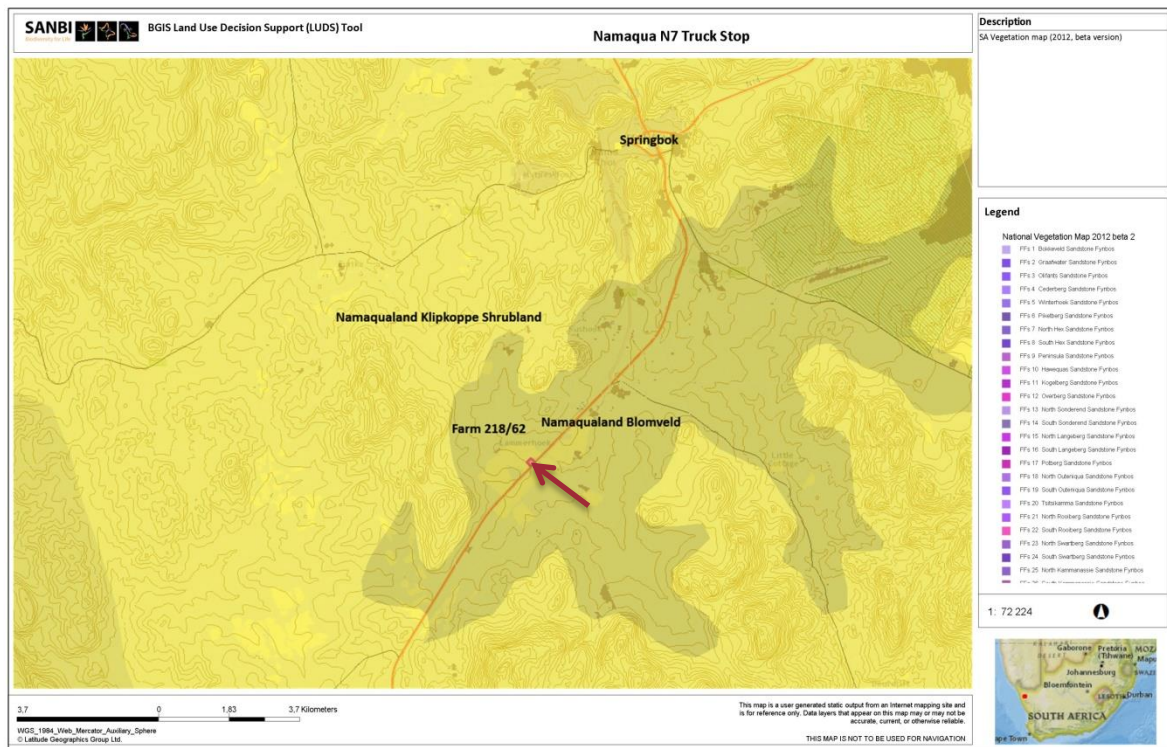 SANBI
Biodiversity for Life
BGIS Land Use Decision Support (LUDS) Tool
Namaqua N7 Truck Stop
Description
SA Vegetation map (2012, beta version)
Springbok
Namaqualand Klipkoppe Shrubland
Namaqualand Blomveld
Farm 218/62
Little
Legend
National Vegetation Map 2012 beta 2
FFs 1 Bokkeveld Sandstone Fynbos
FFs 2 Graafwater Sandstone Fynbos
FFs 3 Olifants Sandstone Fynbos
FFs 4 Cederberg Sandstone Fynbos
FFs 5 Winterhoek Sandstone Fynbos
FFs 6 Piketberg Sandstone Fynbos
FFs 7 North Hex Sandstone Fynbos
FFs 8 South Hex Sandstone Fynbos
FFs 9 Peninsula Sandstone Fynbos
FFs 10 Hawequas Sandstone Fynbos
FFs 11 Kogelberg Sandstone Fynbos
FFs 12 Overberg Sandstone Fynbos
FFs 13 North Sonderend Sandstone Fynbos
FFs 14 South Sonderend Sandstone Fynbos
FFs 15 North Langeberg Sandstone Fynbos
FFs 16 South Langeberg Sandstone Fynbos
FFs 17 Potberg Sandstone Fynbos
FFs 18 North Outeniqua Sandstone Fynbos
FFs 19 South Outeniqua Sandstone Fynbos
FFs 20 Tsitsikamma Sandstone Fynbos
FFs 21 North Rooiberg Sandstone Fynbos
FFs 22 South Rooiberg Sandstone Fynbos
FFs 23 North Swartberg Sandstone Fynbos
FFs 24 South Swartberg Sandstone Fynbos
FFs 25 North Kammanassie Sandstone Fynbos
1: 72 224
Gaborone Pretoria MOZ
(Tshwane) Mapu
Johannesburg SWAZI
Bloemfontein
LESOTHO Durban
SOUTH AFRICA
ape Town
3,7 0 1,83 3,7 Kilometers
WGS_1984_Web_Mercator_Auxiliary_Sphere
© Latitude Geographics Group Ltd.
This map is a user generated static output from an Internet mapping site and
is for reference only. Data layers that appear on this map may or may not be
accurate, current, or otherwise reliable.
THIS MAP IS NOT TO BE USED FOR NAVIGATION